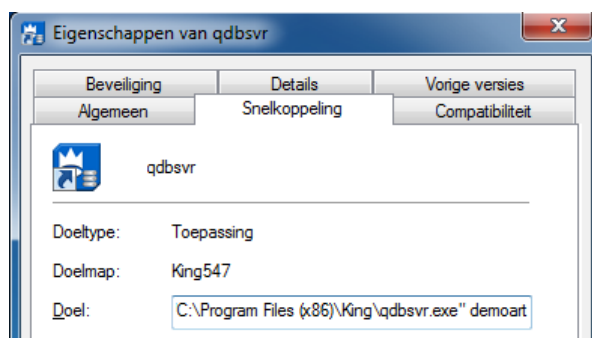 Eigenschappen van qdbsvr
Beveiliging Details Vorige versies
Algemeen Snelkoppeling Compatibiliteit
qdbsvr
Doeltype: Toepassing
Doelmap: King547
Doel: C:\Program Files (x86)\King\qdbsvr.exe" demoart